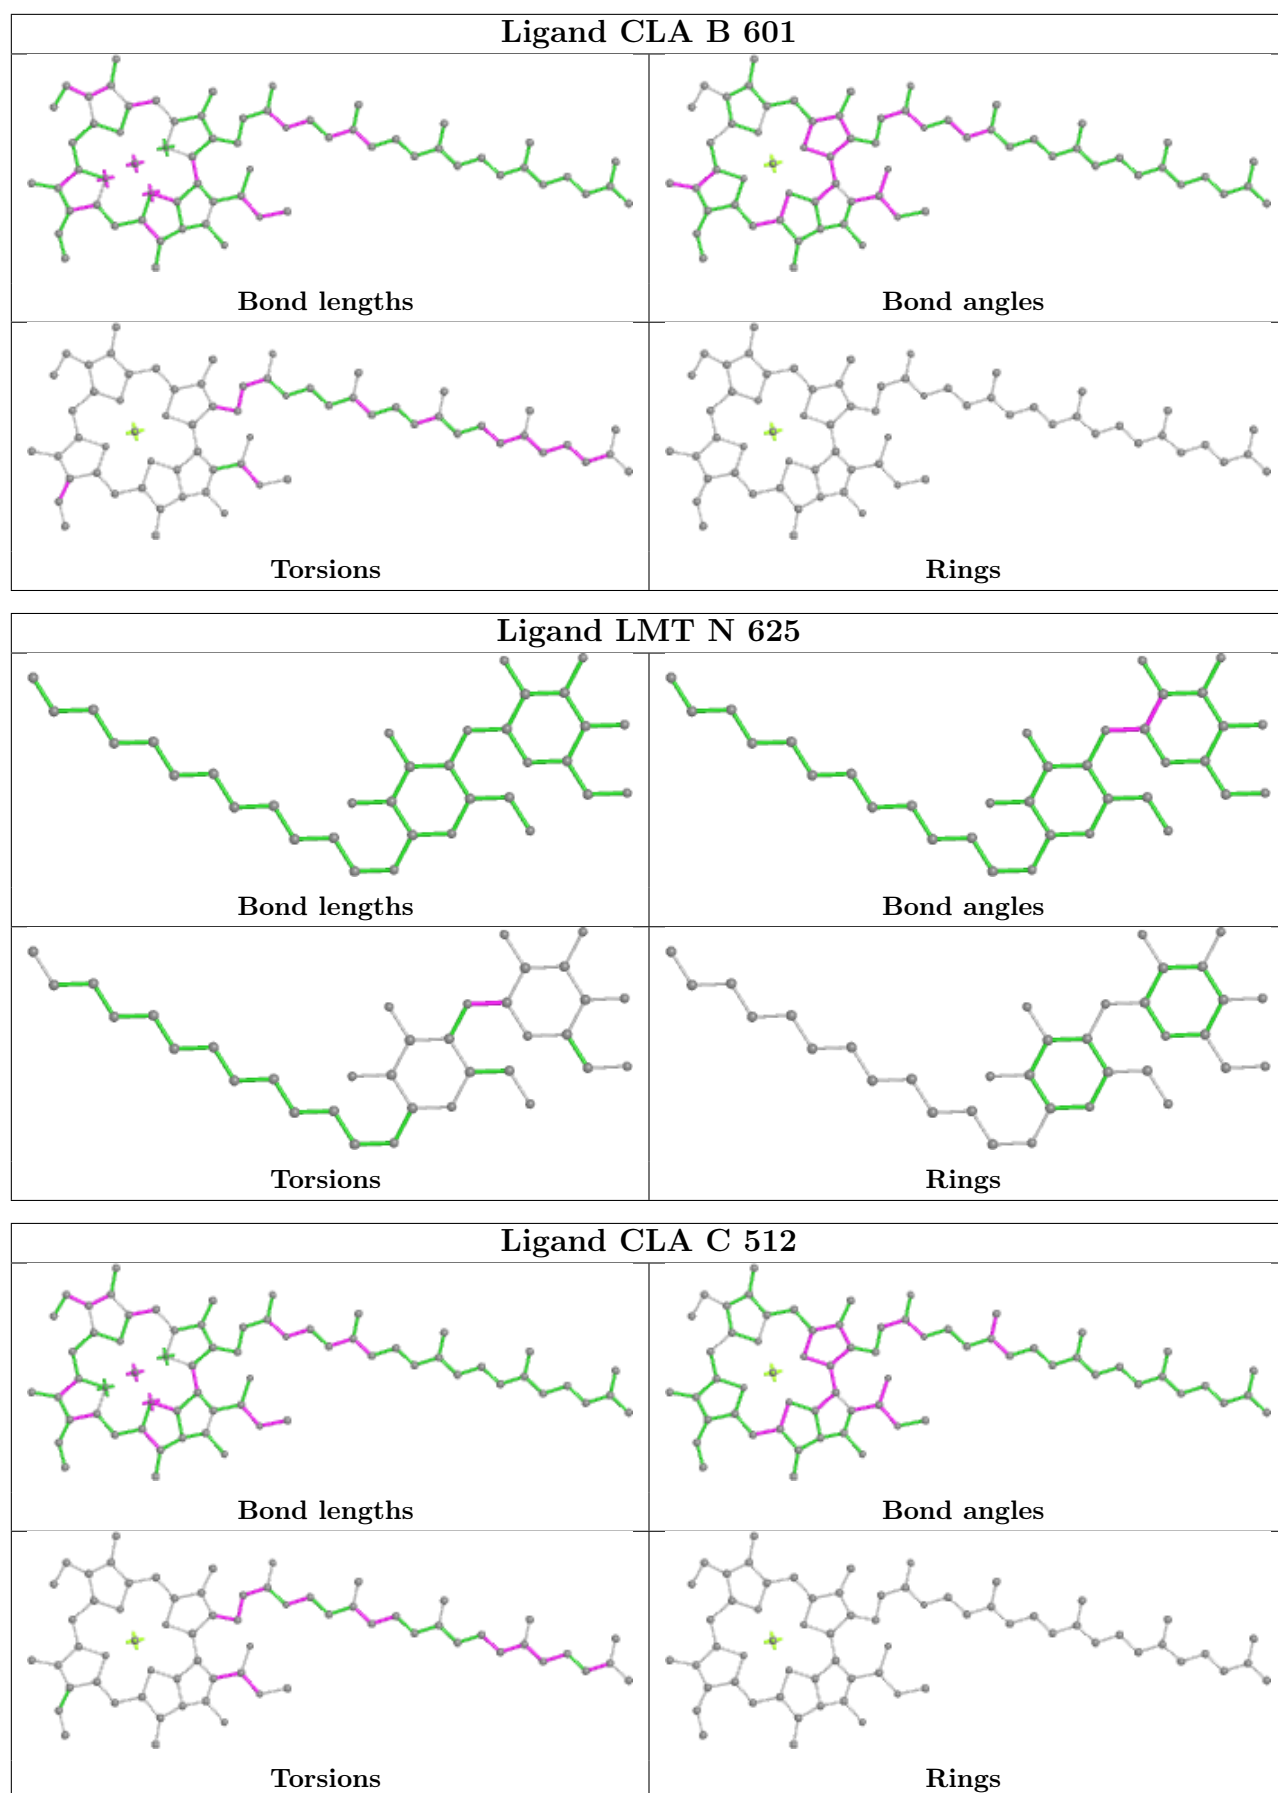 Ligand CLA B 601
Bond lengths
Bond angles
Torsions
Rings
Ligand LMT N 625
Bond lengths
Bond angles
Torsions
Rings
Ligand CLA C 512
Bond lengths
Bond angles
Torsions
Rings